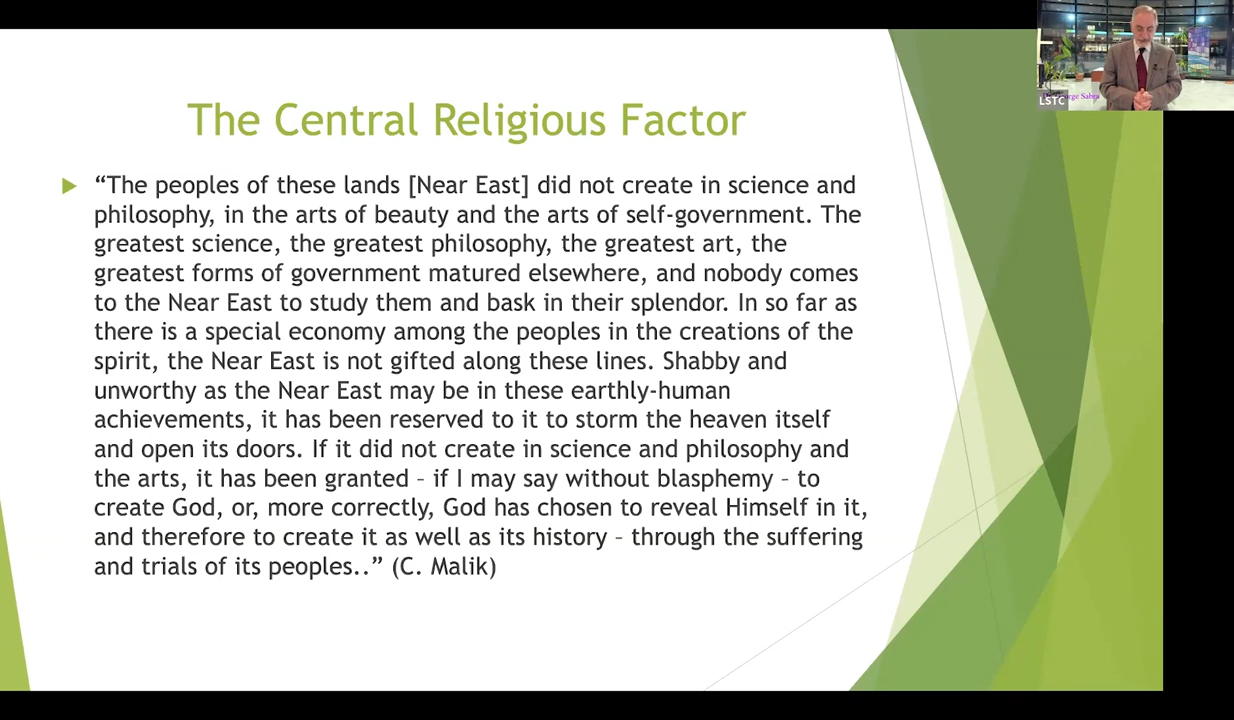 The Central Religious Factor
“The peoples of these lands [Near East] did not create in science and
philosophy, in the arts of beauty and the arts of self-government. The
greatest science, the greatest philosophy, the greatest art, the
greatest forms of government matured elsewhere, and nobody comes
to the Near East to study them and bask in their splendor. In so far as
there is a special economy among the peoples in the creations of the
spirit, the Near East is not gifted along these lines. Shabby and
unworthy as the Near East may be in these earthly-human
achievements, it has been reserved to it to storm the heaven itself
and open its doors. If it did not create in science and philosophy and
the arts, it has been granted – if I may say without blasphemy – to
create God, or, more correctly, God has chosen to reveal Himself in it,
and therefore to create it as well as its history – through the suffering
and trials of its peoples..” (C. Malik)
LSTC